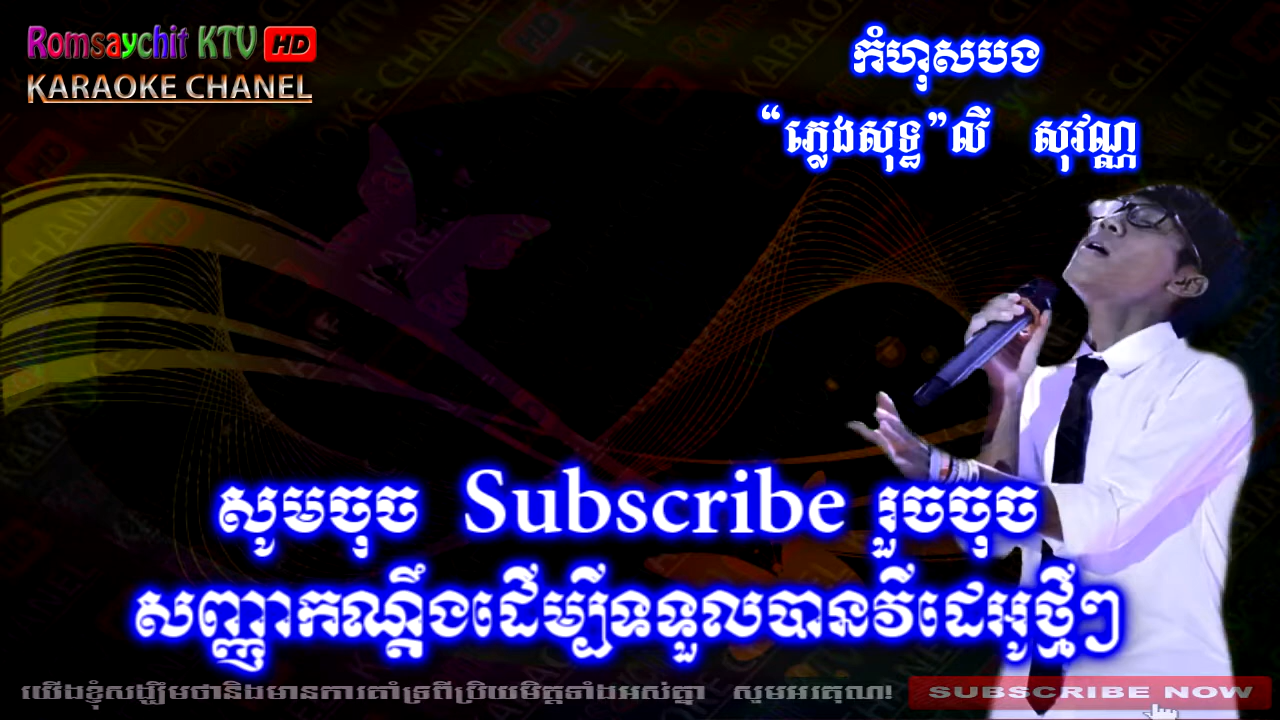 Romsaychit KTV HD
KARAOKE CHANEL
កំហុសបង
“ភ្លេងសុទ្ធ”លី សុវណ្ណ
សូមចុច Subscribe រួចចុច
សញ្ញាកណ្ដឹងដើម្បីទទួលបានវីដេអូថ្មីៗ
យើងខ្ញុំសង្ឃឹមថានិងមានការគាំទ្រពីប្រិយមិត្តទាំងអស់គ្នា សូមអរគុណ!
SUBSCRIBE NOW